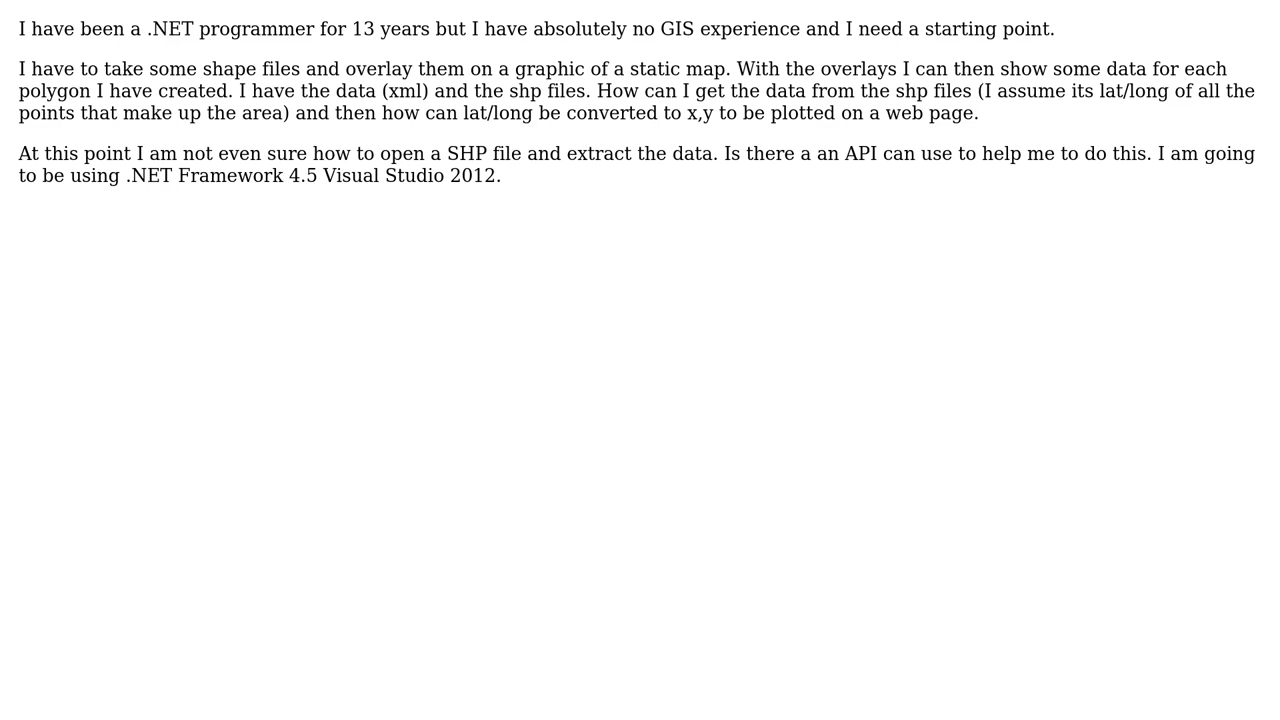 I have been a .NET programmer for 13 years but I have absolutely no GIS experience and I need a starting point.
I have to take some shape files and overlay them on a graphic of a static map. With the overlays I can then show some data for each
polygon I have created. I have the data (xml) and the shp files. How can I get the data from the shp files (I assume its lat/long of all the
points that make up the area) and then how can lat/long be converted to x,y to be plotted on a web page.
At this point I am not even sure how to open a SHP file and extract the data. Is there a an API can use to help me to do this. I am going
to be using .NET Framework 4.5 Visual Studio 2012.